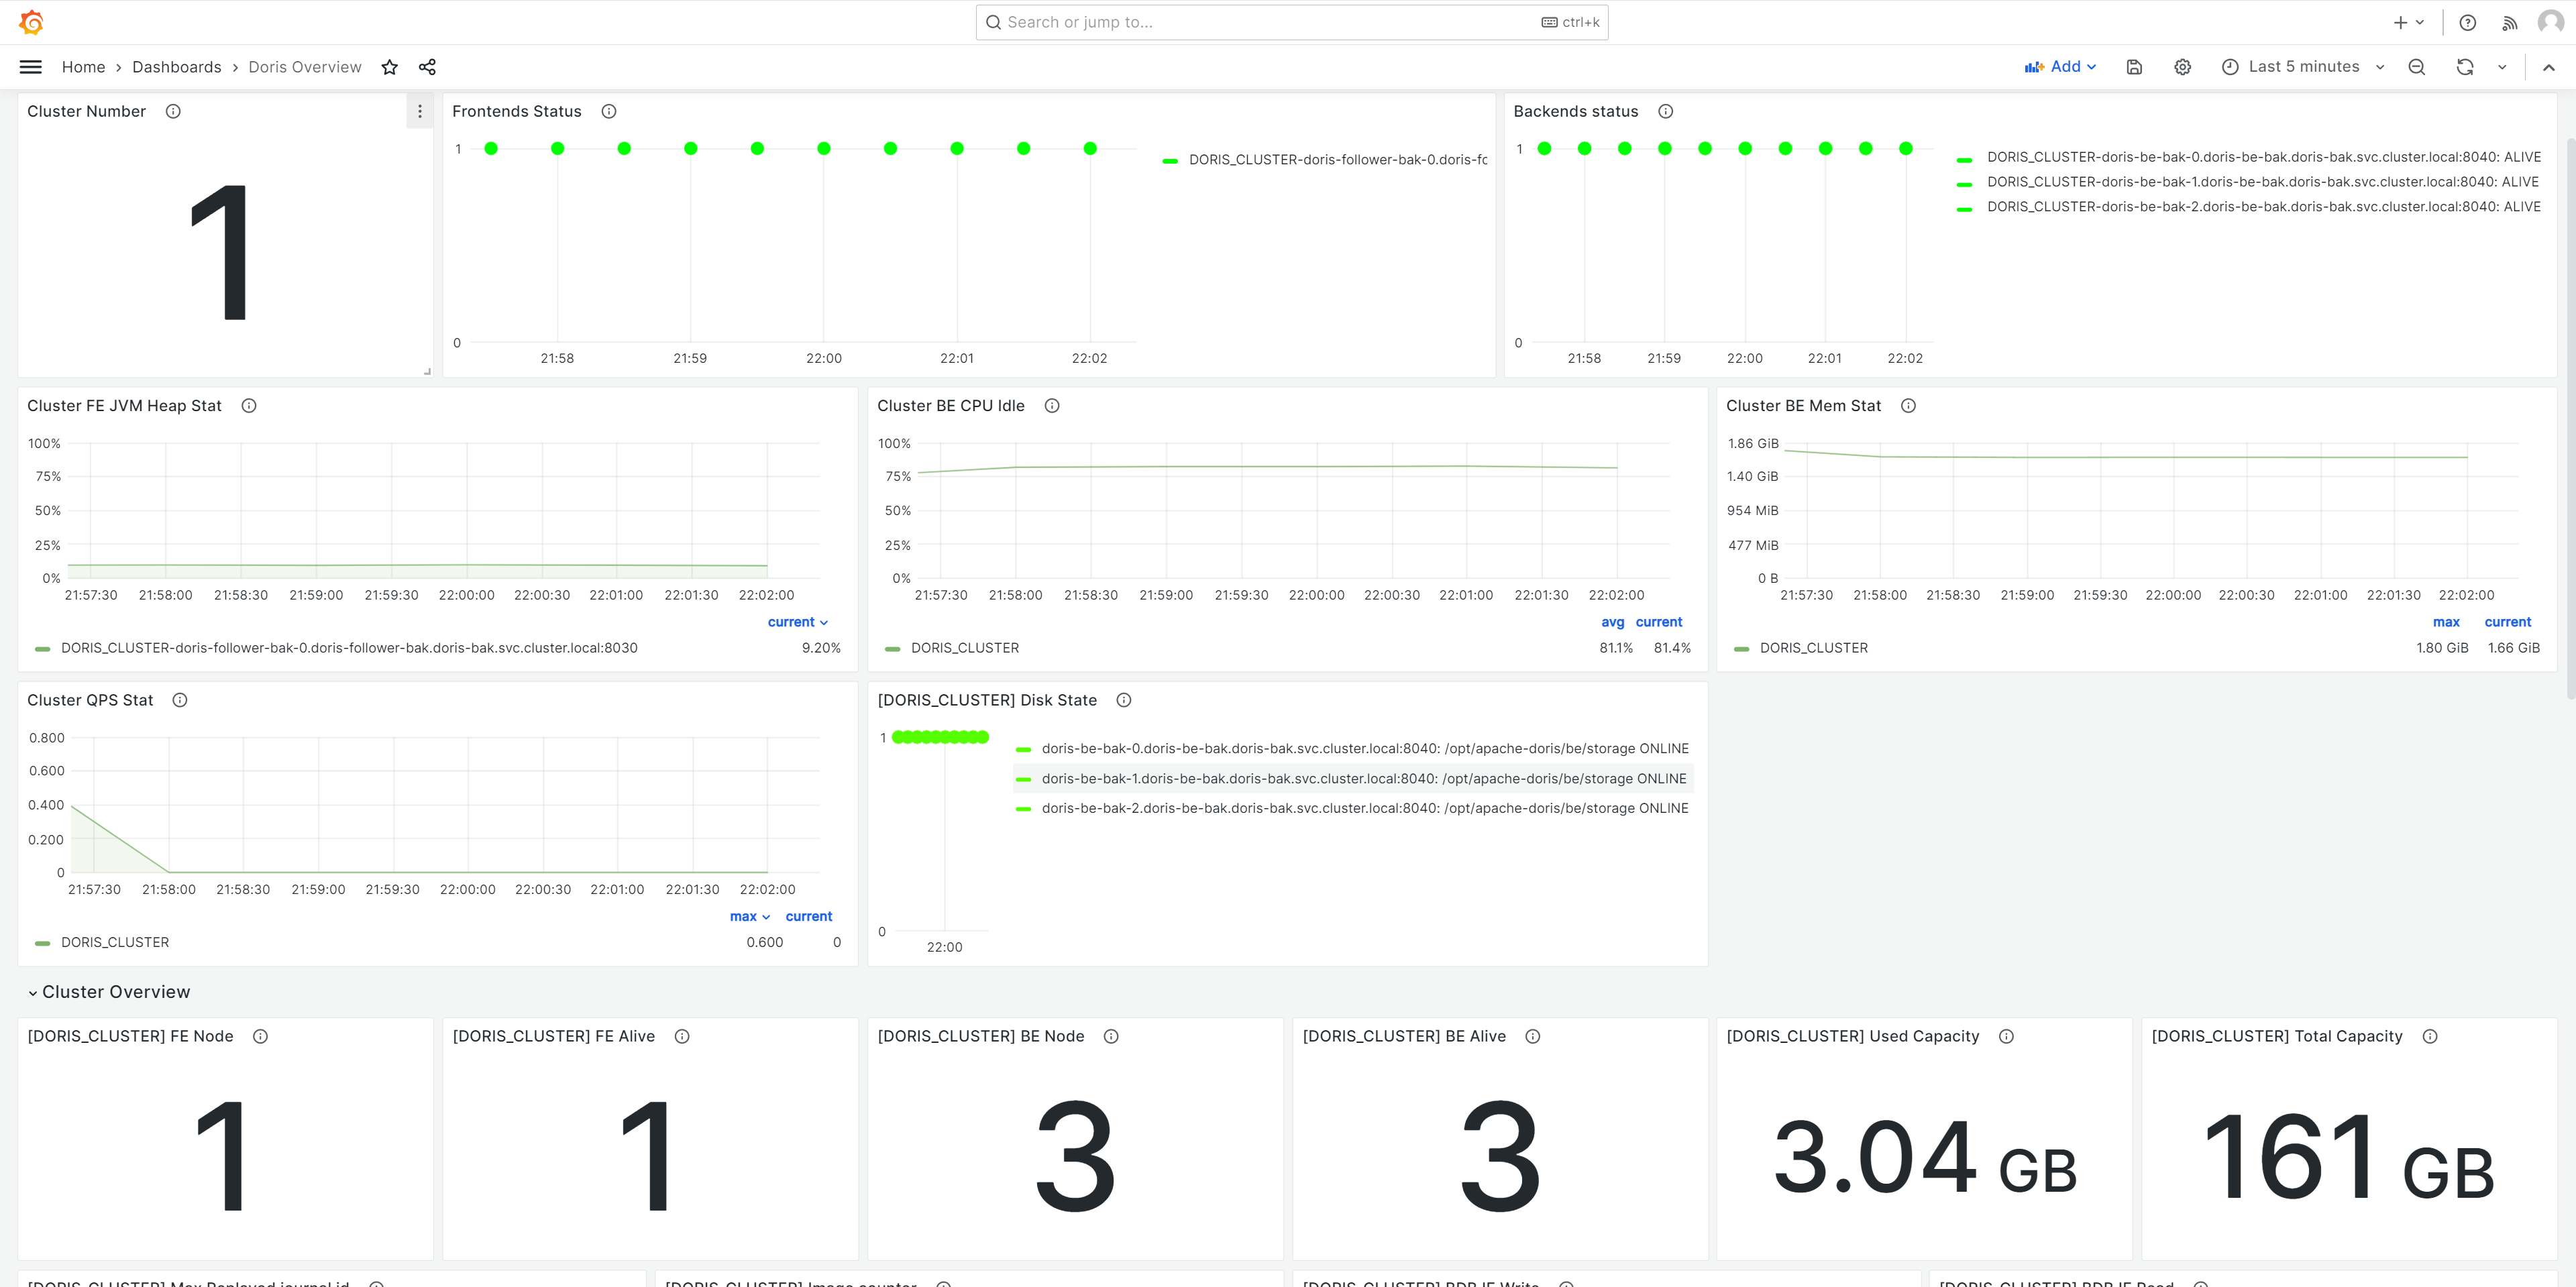 Search or jump to...
ctrl+k
Home
Dashboards
Doris Overview
Add
Last 5 minutes
Cluster Number
1
Frontends Status
1
0
21:58
21:59
22:00
22:01
22:02
DORIS_CLUSTER-doris-follower-bak-0.doris-fo
Backends status
1
0
21:58
21:59
22:00
22:01
22:02
DORIS_CLUSTER-doris-be-bak-0.doris-be-bak.doris-bak.svc.cluster.local:8040: ALIVE
DORIS_CLUSTER-doris-be-bak-1.doris-be-bak.doris-bak.svc.cluster.local:8040: ALIVE
DORIS_CLUSTER-doris-be-bak-2.doris-be-bak.doris-bak.svc.cluster.local:8040: ALIVE
Cluster FE JVM Heap Stat
100%
75%
50%
25%
0%
21:57:30
21:58:00
21:58:30
21:59:00
21:59:30
22:00:00
22:00:30
22:01:00
22:01:30
22:02:00
current
DORIS_CLUSTER-doris-follower-bak-0.doris-follower-bak.doris-bak.svc.cluster.local:8030
9.20%
Cluster BE CPU Idle
100%
75%
50%
25%
0%
21:57:30
21:58:00
21:58:30
21:59:00
21:59:30
22:00:00
22:00:30
22:01:00
22:01:30
22:02:00
avg current
DORIS_CLUSTER
81.1% 81.4%
Cluster BE Mem Stat
1.86 GiB
1.40 GiB
954 MiB
477 MiB
0 B
21:57:30
21:58:00
21:58:30
21:59:00
21:59:30
22:00:00
22:00:30
22:01:00
22:01:30
22:02:00
max current
DORIS_CLUSTER
1.80 GiB 1.66 GiB
Cluster QPS Stat
0.800
0.600
0.400
0.200
0
21:57:30
21:58:00
21:58:30
21:59:00
21:59:30
22:00:00
22:00:30
22:01:00
22:01:30
22:02:00
max current
DORIS_CLUSTER
0.600 0
[DORIS_CLUSTER] Disk State
1
0
22:00
doris-be-bak-0.doris-be-bak.doris-bak.svc.cluster.local:8040: /opt/apache-doris/be/storage ONLINE
doris-be-bak-1.doris-be-bak.doris-bak.svc.cluster.local:8040: /opt/apache-doris/be/storage ONLINE
doris-be-bak-2.doris-be-bak.doris-bak.svc.cluster.local:8040: /opt/apache-doris/be/storage ONLINE
Cluster Overview
[DORIS_CLUSTER] FE Node
1
[DORIS_CLUSTER] FE Alive
1
[DORIS_CLUSTER] BE Node
3
[DORIS_CLUSTER] BE Alive
3
[DORIS_CLUSTER] Used Capacity
3.04 GB
[DORIS_CLUSTER] Total Capacity
161 GB
[DORIS_CLUSTER] Max Replayed journal id
[DORIS_CLUSTER] Image counter
[DORIS_CLUSTER] BDBJE Write
[DORIS_CLUSTER] BDBJE Read